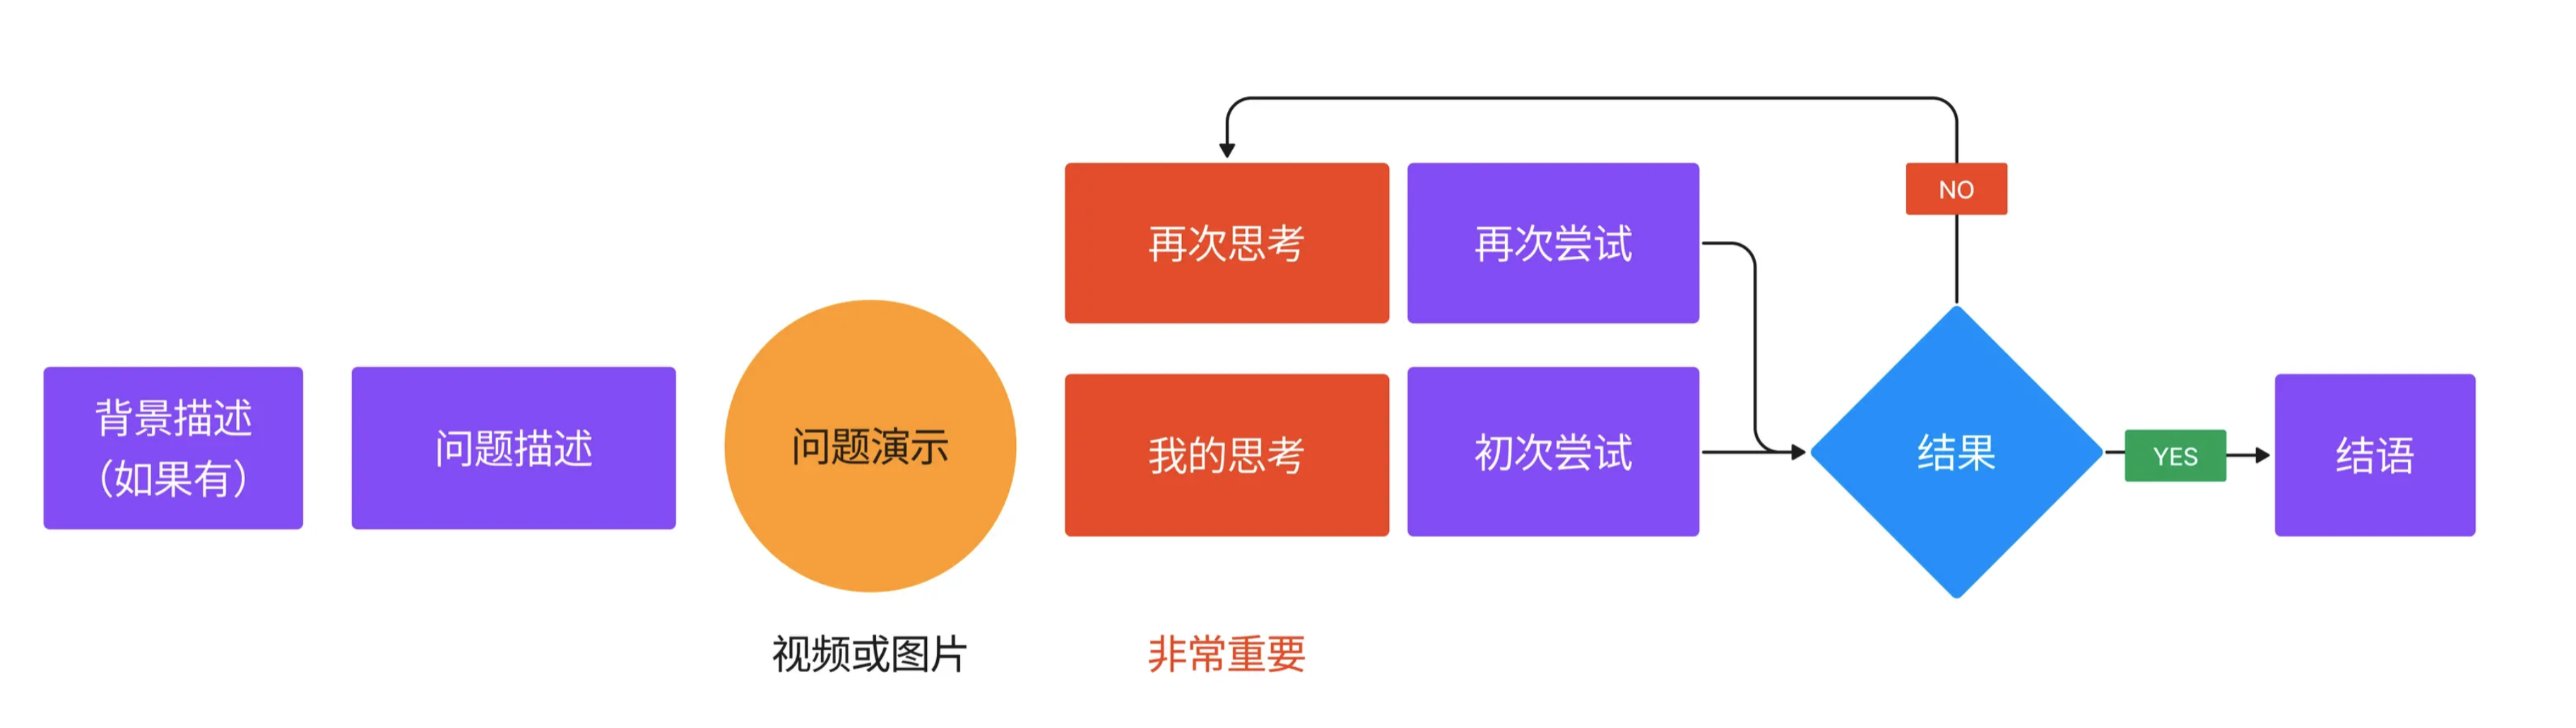 背景描述
（如果有）
问题描述
问题演示
视频或图片
再次思考
再次尝试
我的思考
初次尝试
非常重要
结果
NO
YES
结语